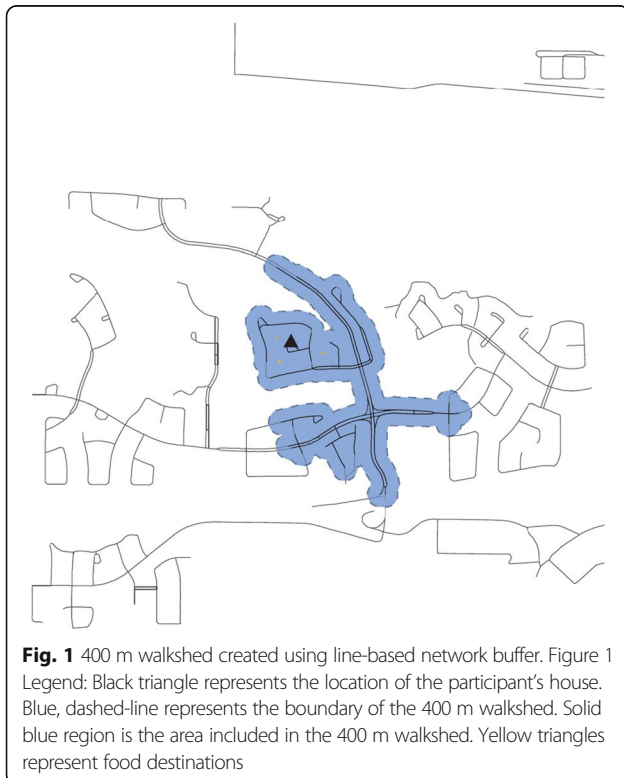 Fig. 1 400 m walkshed created using line-based network buffer. Figure 1
Legend: Black triangle represents the location of the participant’s house.
Blue, dashed-line represents the boundary of the 400 m walkshed. Solid
blue region is the area included in the 400 m walkshed. Yellow triangles
represent food destinations